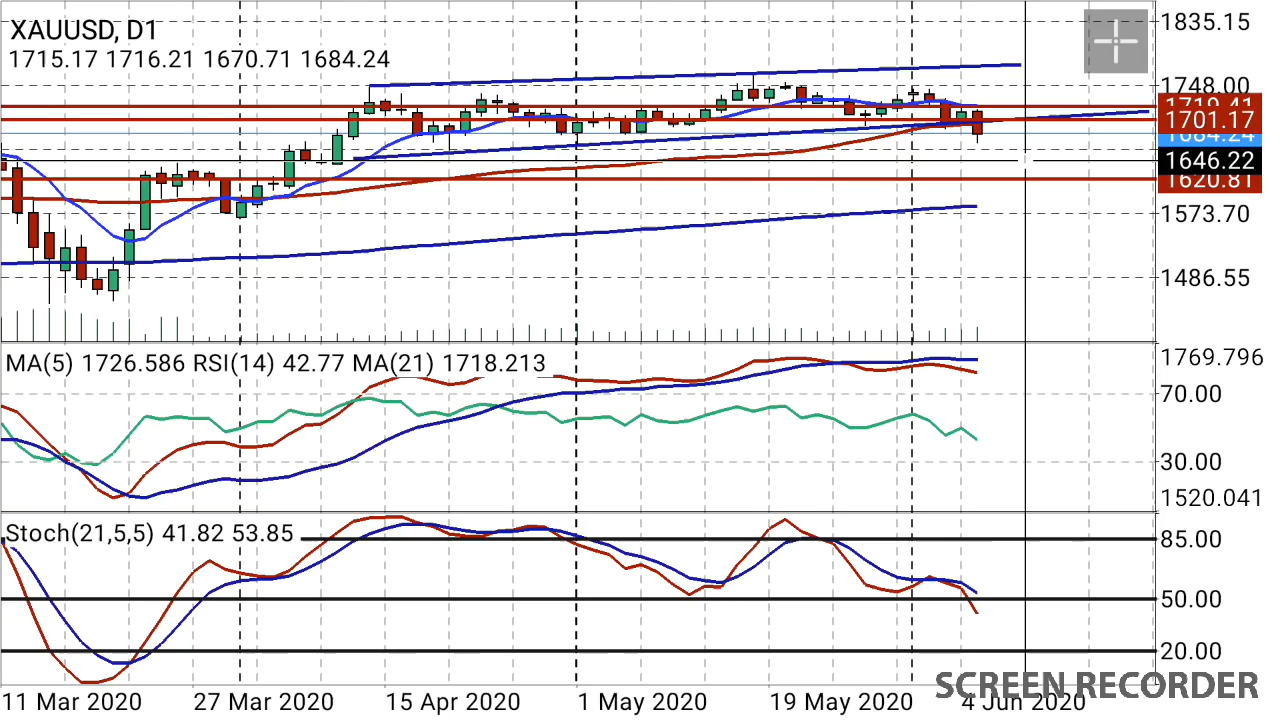 XAUUSD, D1
1715.17 1716.21 1670.71 1684.24
1835.15
1748.00
1719.41
1701.17
1684.24
1646.22
1620.81
1573.70
1486.55
MA(5) 1726.586 RSI(14) 42.77 MA(21) 1718.213
1769.796
70.00
30.00
1520.041
Stoch(21,5,5) 41.82 53.85
85.00
50.00
20.00
11 Mar 2020 27 Mar 2020 15 Apr 2020 1 May 2020 19 May 2020 4 Jun 2020
SCREEN RECORDER